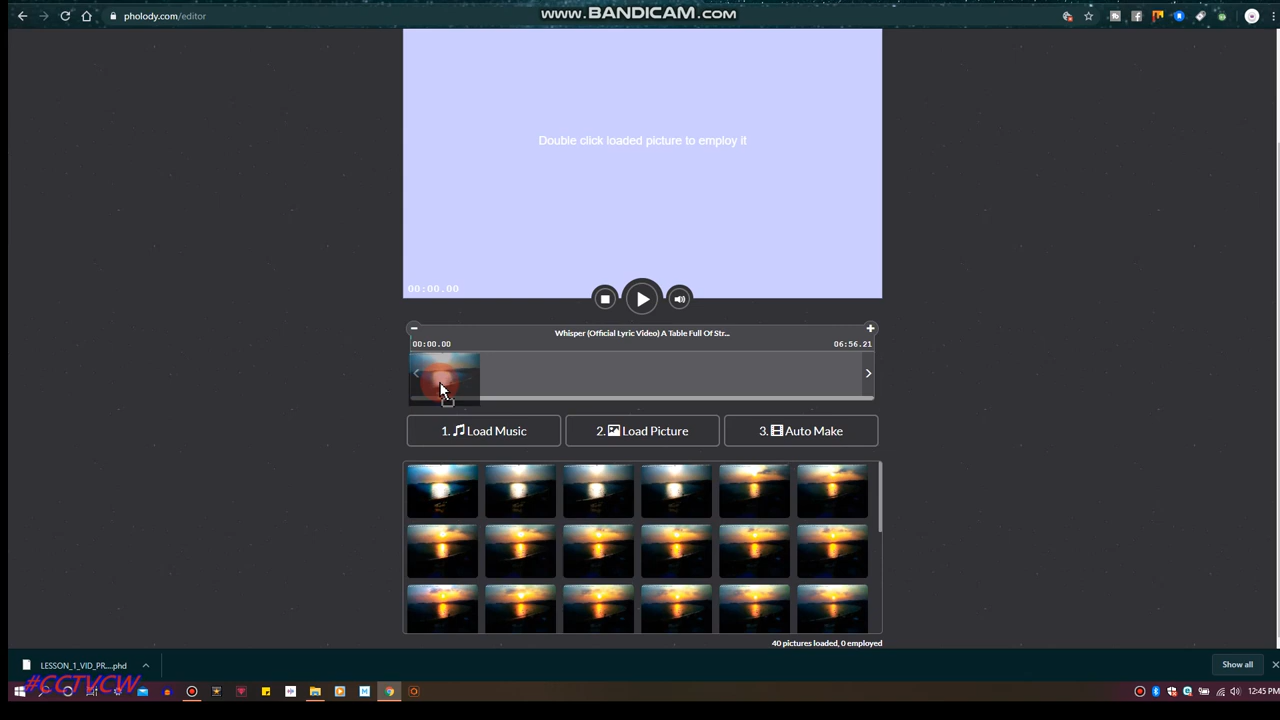 www.BANDICAM.com
pholody.com/editor
Double click loaded picture to employ it
00:00.00
Whisper (Official Lyric Video) A Table Full Of Str...
00:00.00
06:56.21
1. Load Music
2. Load Picture
3. Auto Make
40 pictures loaded, 0 employed
LESSON_1_VID_PR....phd
Show all
#CCTVCW
12:45 PM